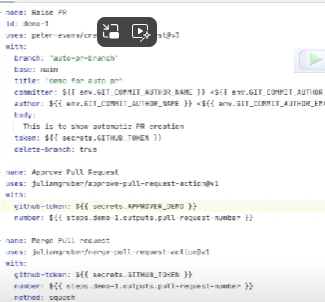 - name: Raise PR
id: demo-1
uses: peter-evans/cre @v3
with:
branch: "auto-pr-branch"
base: main
title: "demo for auto pr"
committer: ${{ env.GIT_COMMIT_AUTHOR_NAME }} <${{ env.GIT
author: ${{ env.GIT_COMMIT_AUTHOR_NAME }} <${{ env.GIT_COMMIT_AUTHOR_EM
body:
This is to show automatic PR creation
token: ${{ secrets.GITHUB_TOKEN }}
delete-branch: true
- name: Approve Pull Request
uses: juliangruber/approve-pull-request-action@v1
with:
github-token: ${{ secrets.APPROVER_DEMO }}
number: ${{ steps.demo-1.outputs.pull-request-number }}
- name: Merge Pull request
uses: juliangruber/merge-pull-request-action@v1
with:
github-token: ${{ secrets.GITHUB_TOKEN }}
number: ${{ steps.demo-1.outputs.pull-request-number }}
method: squash